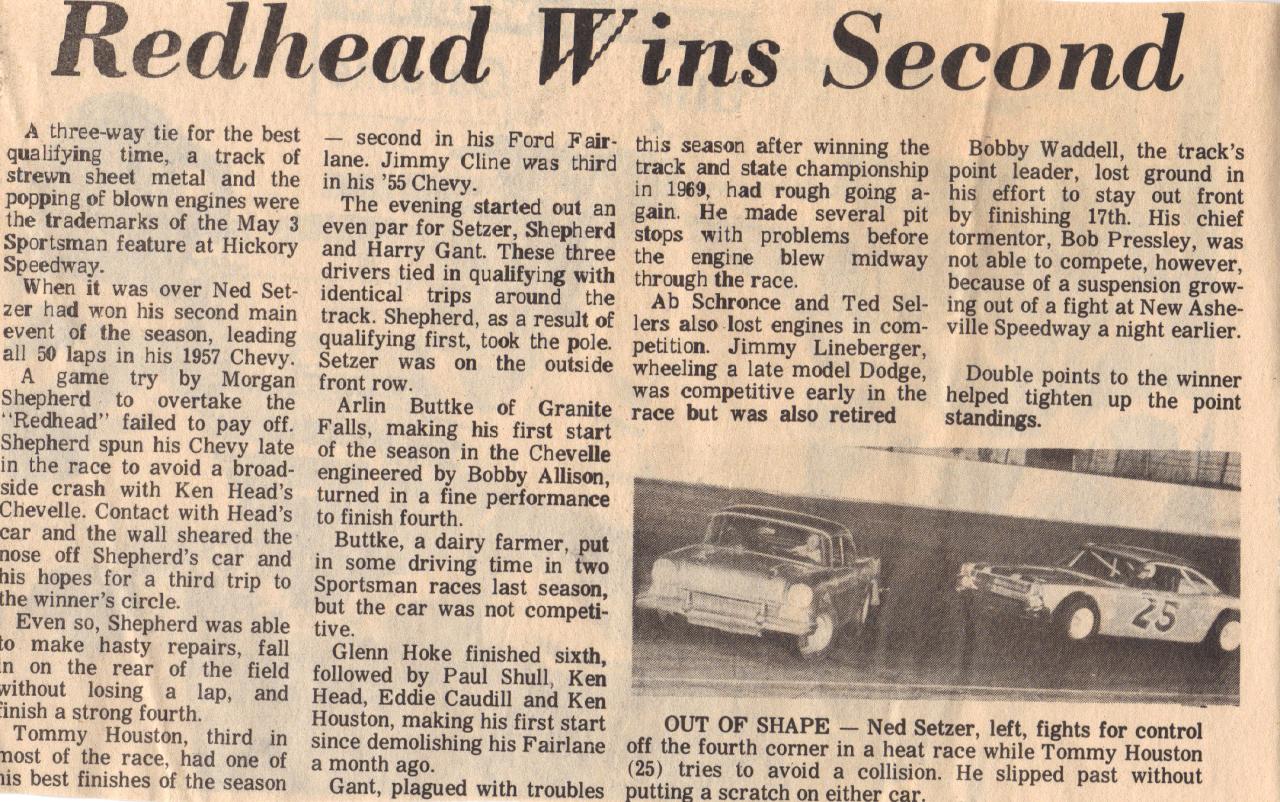 Redhead Wins Second
A three-way tie for the best
qualifying time, a track of
strewn sheet metal and the
popping of blown engines were
the trademarks of the May 3
Sportsman feature at Hickory
Speedway.
When it was over Ned Set-
zer had won his second main
event of the season, leading
all 50 laps in his 1957 Chevy.
A game try by Morgan
Shepherd to overtake the
"Redhead" failed to pay off.
Shepherd spun his Chevy late
in the race to avoid a broad-
side crash with Ken Head's
Chevelle. Contact with Head's
car and the wall sheared the
nose off Shepherd's car and
his hopes for a third trip to
the winner's circle.
Even so, Shepherd was able
to make hasty repairs, fall
in on the rear of the field
without losing a lap, and
finish a strong fourth.
Tommy Houston, third in
most of the race, had one of
his best finishes of the season
— second in his Ford Fair-
lane. Jimmy Cline was third
in his '55 Chevy.
The evening started out an
even par for Setzer, Shepherd
and Harry Gant. These three
drivers tied in qualifying with
identical trips around the
track. Shepherd, as a result of
qualifying first, took the pole.
Setzer was on the outside
front row.
Arlin Buttke of Granite
Falls, making his first start
of the season in the Chevelle
engineered by Bobby Allison,
turned in a fine performance
to finish fourth.
Buttke, a dairy farmer, put
in some driving time in two
Sportsman races last season,
but the car was not competi-
tive.
Glenn Hoke finished sixth,
followed by Paul Shull, Ken
Head, Eddie Caudill and Ken
Houston, making his first start
since demolishing his Fairlane
a month ago.
Gant, plagued with troubles
this season after winning the
track and state championship
in 1969, had rough going a-
gain. He made several pit
stops with problems before
the engine blew midway
through the race.
Ab Schronce and Ted Sel-
lers also lost engines in com-
petition. Jimmy Lineberger,
wheeling a late model Dodge,
was competitive early in the
race but was also retired
Bobby Waddell, the track's
point leader, lost ground in
his effort to stay out front
by finishing 17th. His chief
tormentor, Bob Pressley, was
not able to compete, however,
because of a suspension grow-
ing out of a fight at New Ashe-
ville Speedway a night earlier.
Double points to the winner
helped tighten up the point
standings.
25
OUT OF SHAPE — Ned Setzer, left, fights for control
off the fourth corner in a heat race while Tommy Houston
(25) tries to avoid a collision. He slipped past without
putting a scratch on either car.